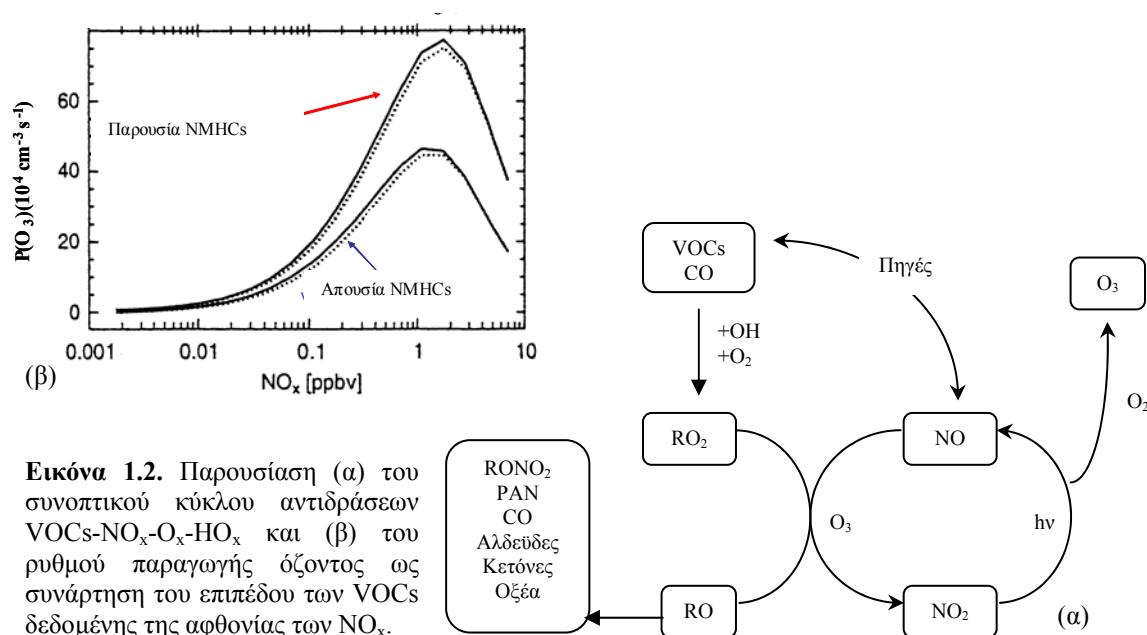 P(O3)(10^4 cm^-3 s^-1)
60
40
20
0
Παρουσία NMHCs
Απουσία NMHCs
0.001
0.01
0.1
1
10
NOx [ppbv]
(β)
VOCs
CO
Πηγές
O3
+OH
+O2
O2
RO2
NO
RONO2
PAN
CO
Αλδεϋδες
Κετόνες
Οξέα
O3
hν
RO
NO2
(α)
Εικόνα 1.2. Παρουσίαση (α) του
συνοπτικού κύκλου αντιδράσεων
VOCs-NOx-Ox-HOx και (β) του
ρυθμού παραγωγής όζοντος ως
συνάρτηση του επιπέδου των VOCs
δεδομένης της αφθονίας των NOx.